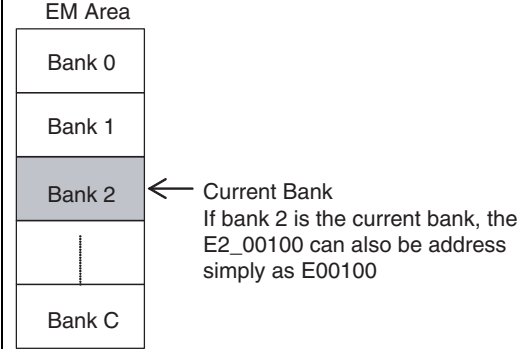 EM Area
Bank 0
Bank 1
Bank 2
Current Bank
If bank 2 is the current bank, the
E2_00100 can also be address
simply as E00100
Bank C